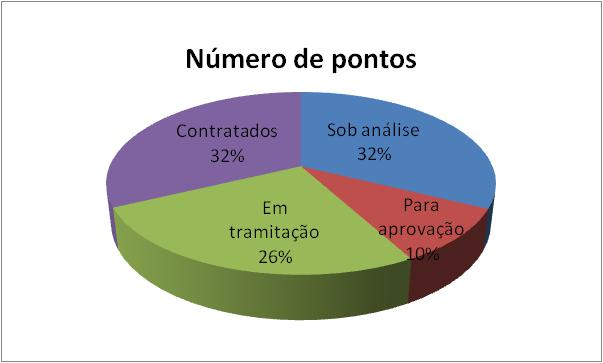 Número de pontos
Contratados
32%
Sob análise
32%
Em
tramitação
26%
Para
aprovação
10%